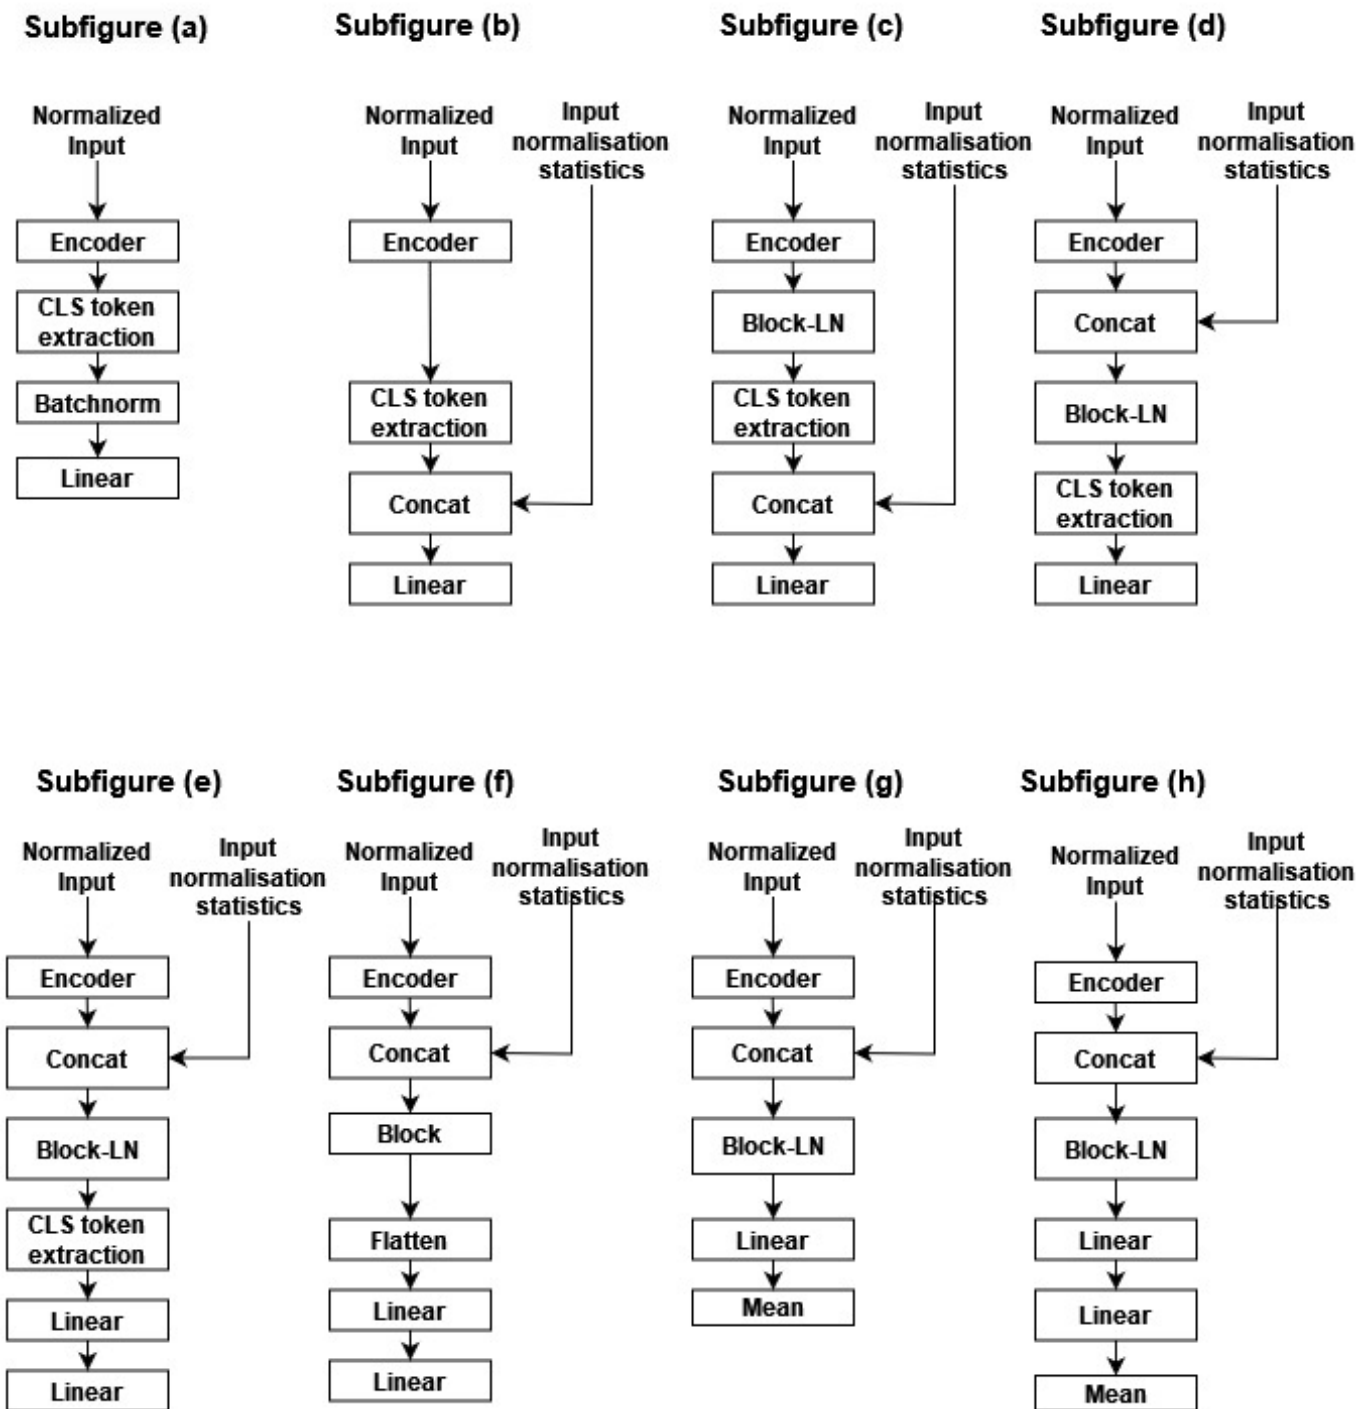 Subfigure (a)
Normalized
Input
Encoder
CLS token
extraction
Batchnorm
Linear
Subfigure (b)
Normalized
Input
Input
normalisation
statistics
Encoder
CLS token
extraction
Concat
Linear
Subfigure (c)
Normalized
Input
Input
normalisation
statistics
Encoder
Block-LN
CLS token
extraction
Concat
Linear
Subfigure (d)
Normalized
Input
Input
normalisation
statistics
Encoder
Concat
Block-LN
CLS token
extraction
Linear
Subfigure (e)
Normalized
Input
Input
normalisation
statistics
Encoder
Concat
Block-LN
CLS token
extraction
Linear
Linear
Subfigure (f)
Normalized
Input
Input
normalisation
statistics
Encoder
Concat
Block
Flatten
Linear
Linear
Subfigure (g)
Normalized
Input
Input
normalisation
statistics
Encoder
Concat
Block-LN
Linear
Mean
Subfigure (h)
Normalized
Input
Input
normalisation
statistics
Encoder
Concat
Block-LN
Linear
Linear
Mean